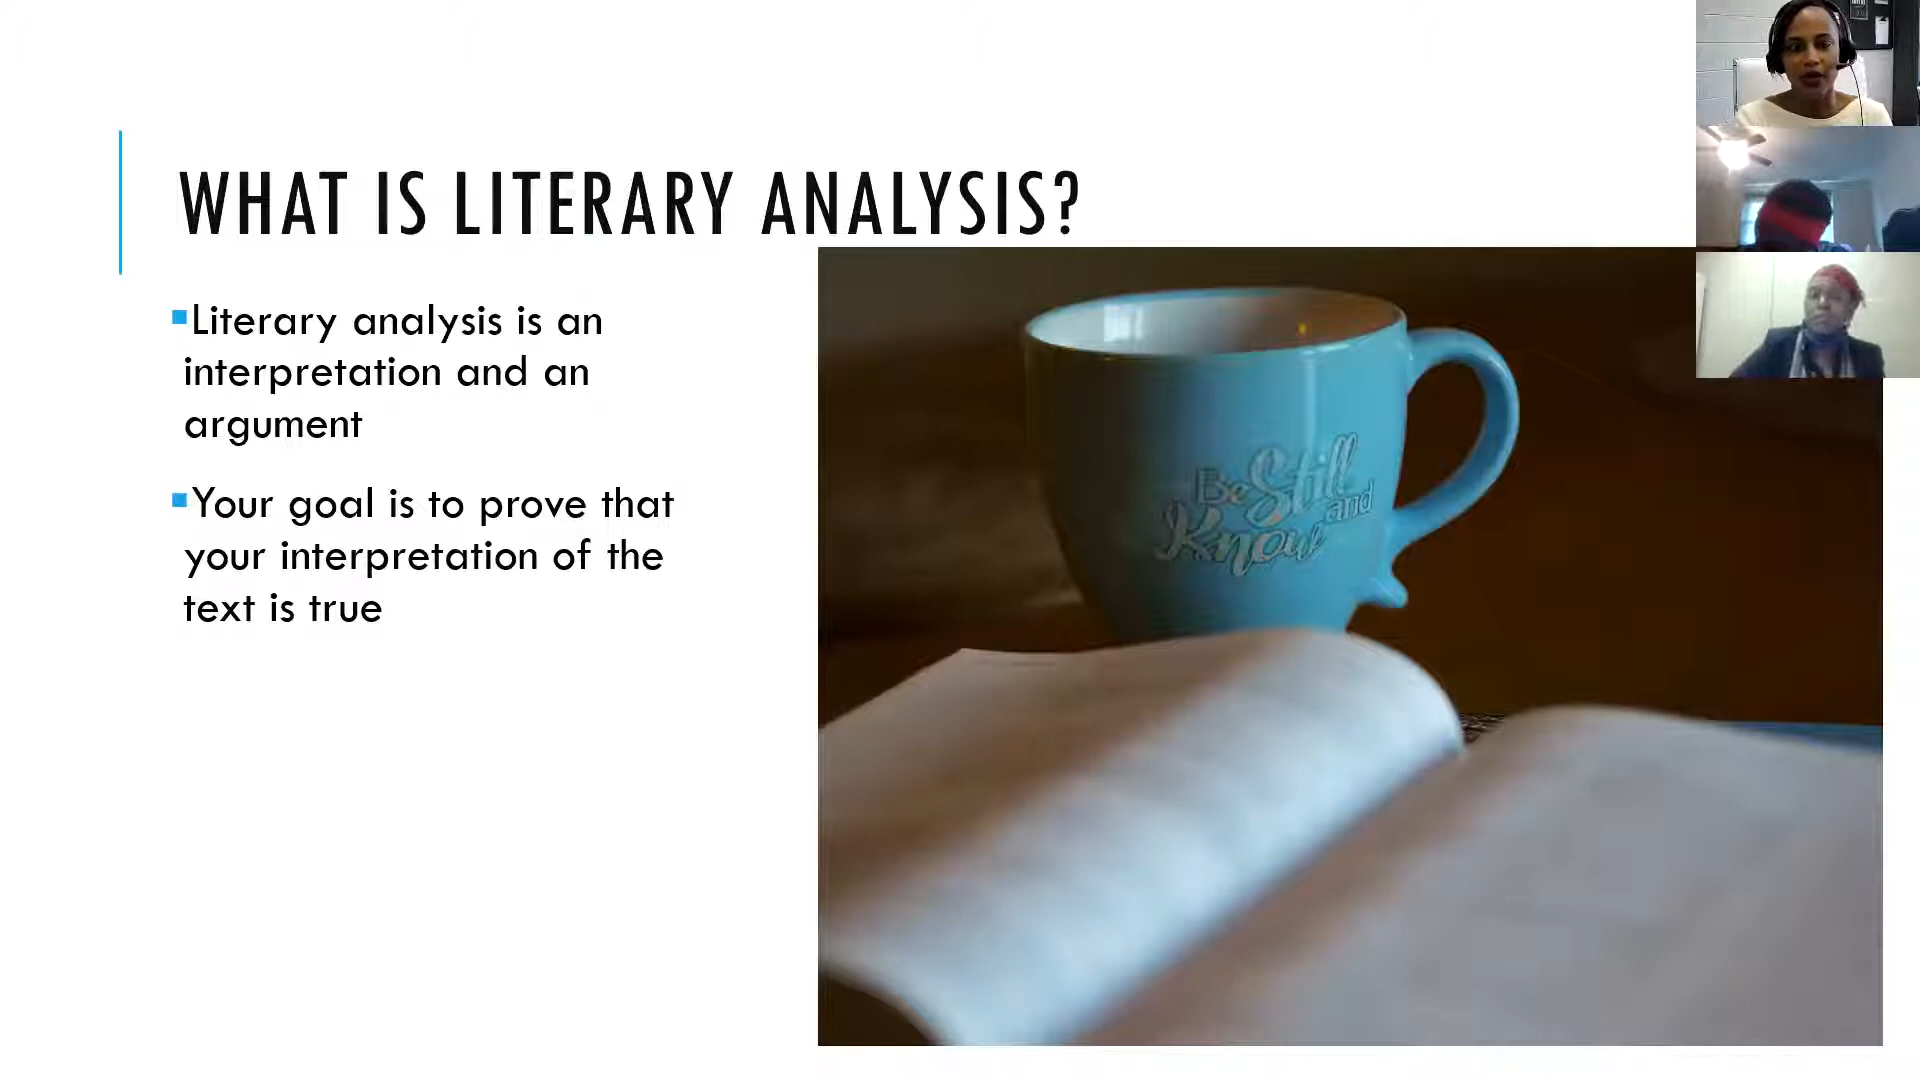 WHAT IS LITERARY ANALYSIS?
Literary analysis is an
interpretation and an
argument
Your goal is to prove that
your interpretation of the
text is true
Be Still
and
Know